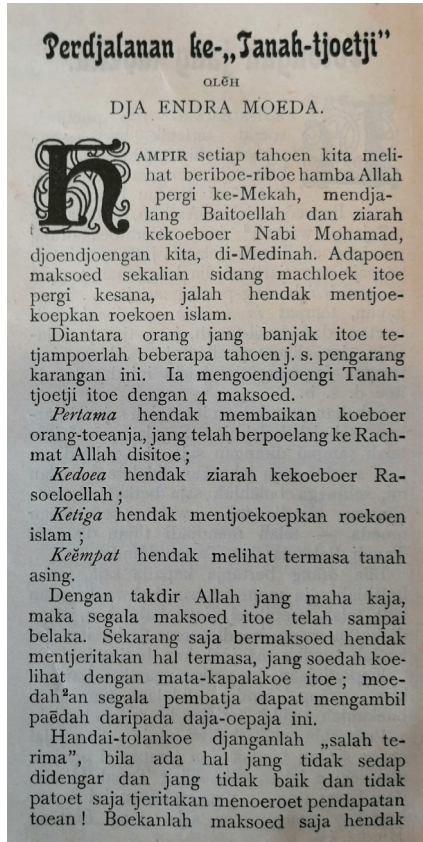 Perdjalanan ke-„Tanah-tjoetji”
OLĕH
DJA ENDRA MOEDA.
HAMPIR setiap tahoen kita meli-
hat beriboe-riboe hamba Allah
pergi ke-Mekah, mendja-
lang Baitoellah dan ziarah
kekoeboer Nabi Mohamad,
djoendjoengan kita, di-Medinah. Adapoen
maksoed sekalian sidang machloek itoe
pergi kesana, jalah hendak mentjoe-
koepkan roekoen islam.
Diantara orang jang banjak itoe te-
tjampoerlah beberapa tahoen j. s. pengarang
karangan ini. Ia mengoendjoengi Tanah-
tjoetji itoe dengan 4 maksoed.
Pertama hendak membaikan koeboer
orang-toeanja, jang telah berpoelang ke Rach-
mat Allah disitoe;
Kedoea hendak ziarah kekoeboer Ra-
soeloellah;
Ketiga hendak mentjoekoepkan roekoen
islam;
Keĕmpat hendak melihat termasa tanah
asing.
Dengan takdir Allah jang maha kaja,
maka segala maksoed itoe telah sampai
belaka. Sekarang saja bermaksoed hendak
mentjeritakan hal termasa, jang soedah koe-
lihat dengan mata-kapalakoe itoe; moe-
dah²an segala pembatja dapat mengambil
paëdah daripada daja-oepaja ini.
Handai-tolankoe djanganlah „salah te-
rima”, bila ada hal jang tidak sedap
didengar dan jang tidak baik dan tidak
patoet saja tjeritakan menoeroet pendapatan
toean! Boekanlah maksoed saja hendak